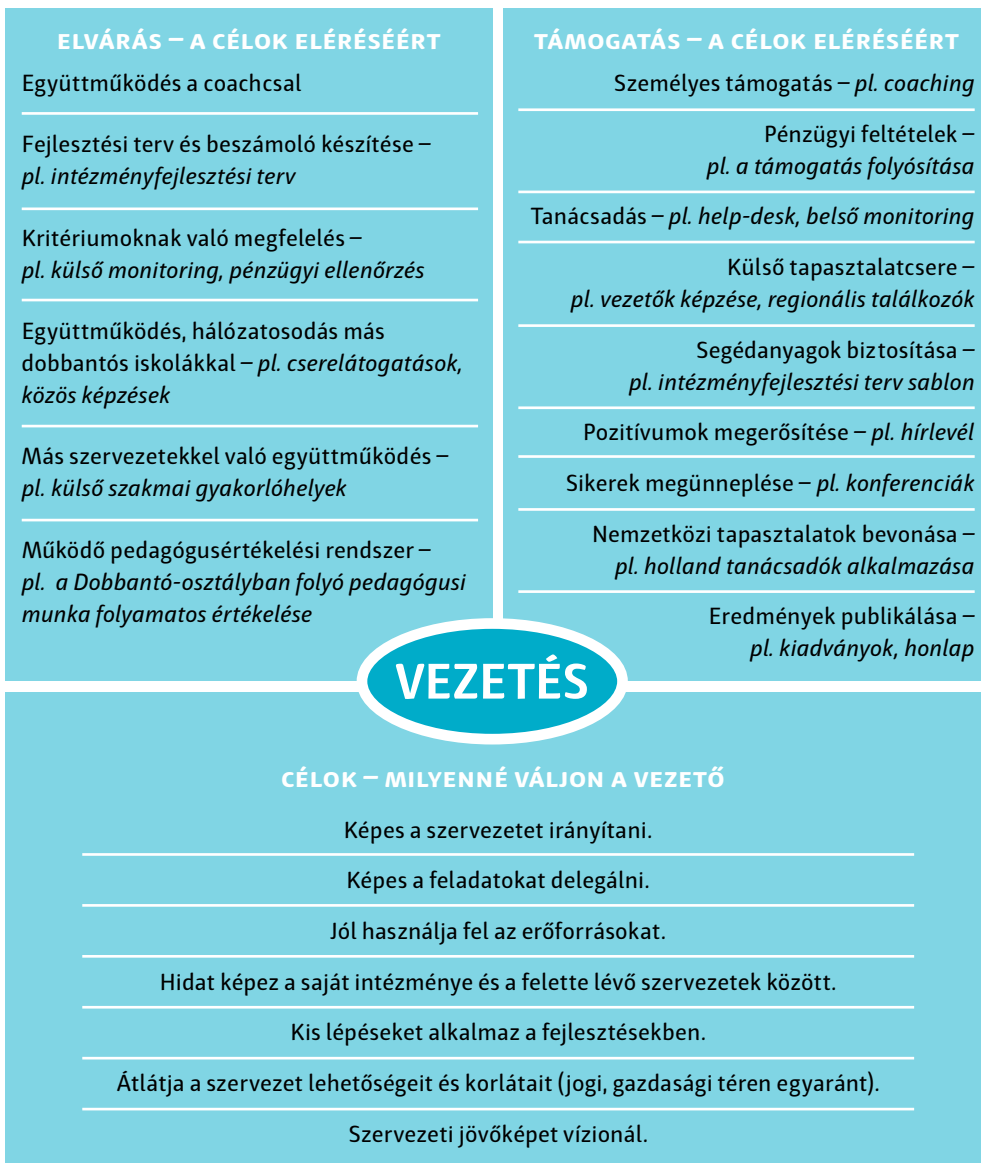 ELVÁRÁS – A CÉLOK ELÉRÉSÉÉRT
Együttműködés a coachcsal
Fejlesztési terv és beszámoló készítése –
pl. intézményfejlesztési terv
Kritériumoknak való megfelelés –
pl. külső monitoring, pénzügyi ellenőrzés
Együttműködés, hálózatosodás más
dobbantós iskolákkal – pl. cserelátogatások,
közös képzések
Más szervezetekkel való együttműködés –
pl. külső szakmai gyakorlóhelyek
Működő pedagógusértékelési rendszer –
pl. a Dobbantó-osztályban folyó pedagógusi
munka folyamatos értékelése
TÁMOGATÁS – A CÉLOK ELÉRÉSÉÉRT
Személyes támogatás – pl. coaching
Pénzügyi feltételek –
pl. a támogatás folyósítása
Tanácsadás – pl. help-desk, belső monitoring
Külső tapasztalatcsere –
pl. vezetők képzése, regionális találkozók
Segédanyagok biztosítása –
pl. intézményfejlesztési terv sablon
Pozitívumok megerősítése – pl. hírlevél
Sikerek megünneplése – pl. konferenciák
Nemzetközi tapasztalatok bevonása –
pl. holland tanácsadók alkalmazása
Eredmények publikálása –
pl. kiadványok, honlap
VEZETÉS
CÉLOK – MILYENNÉ VÁLJON A VEZETŐ
Képes a szervezetet irányítani.
Képes a feladatokat delegálni.
Jól használja fel az erőforrásokat.
Hidat képez a saját intézménye és a felette lévő szervezetek között.
Kis lépéseket alkalmaz a fejlesztésekben.
Átlátja a szervezet lehetőségeit és korlátait (jogi, gazdasági téren egyaránt).
Szervezeti jövőképet vízionál.